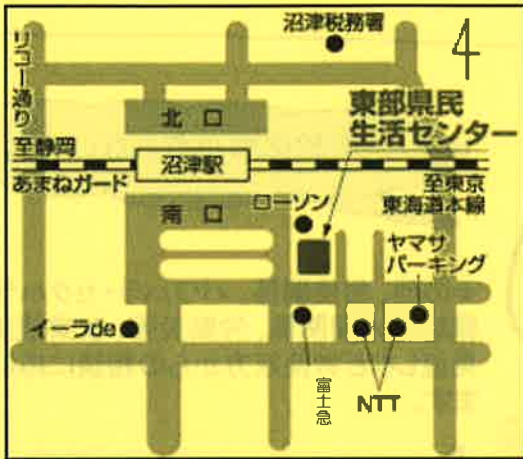 沼津税務署
リコー通り
北口
東部県民
生活センター
至静岡
沼津駅
あまねガード
至東京
東海道本線
南口
ローソン
ヤマサ
パーキング
イーラde
富士急
NTT